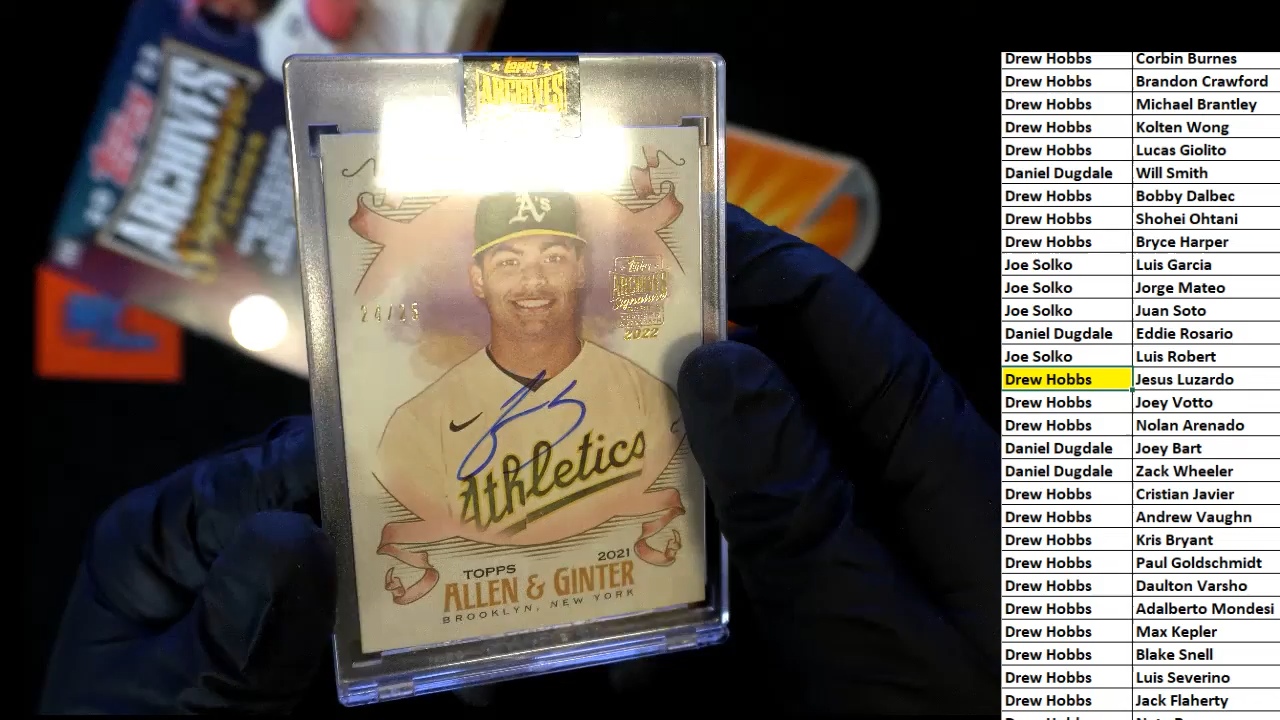 Topps
ARCHIVES
topps
ARCHIVES
A's
24/25
Topps
ARCHIVES
Signature
2022
Athletics
2021
TOPPS
ALLEN & GINTER
BROOKLYN, NEW YORK
Drew Hobbs Corbin Burnes
Drew Hobbs Brandon Crawford
Drew Hobbs Michael Brantley
Drew Hobbs Kolten Wong
Drew Hobbs Lucas Giolito
Daniel Dugdale Will Smith
Drew Hobbs Bobby Dalbec
Drew Hobbs Shohei Ohtani
Drew Hobbs Bryce Harper
Joe Solko Luis Garcia
Joe Solko Jorge Mateo
Joe Solko Juan Soto
Daniel Dugdale Eddie Rosario
Joe Solko Luis Robert
Drew Hobbs Jesus Luzardo
Drew Hobbs Joey Votto
Drew Hobbs Nolan Arenado
Daniel Dugdale Joey Bart
Daniel Dugdale Zack Wheeler
Drew Hobbs Cristian Javier
Drew Hobbs Andrew Vaughn
Drew Hobbs Kris Bryant
Drew Hobbs Paul Goldschmidt
Drew Hobbs Daulton Varsho
Drew Hobbs Adalberto Mondesi
Drew Hobbs Max Kepler
Drew Hobbs Blake Snell
Drew Hobbs Luis Severino
Drew Hobbs Jack Flaherty